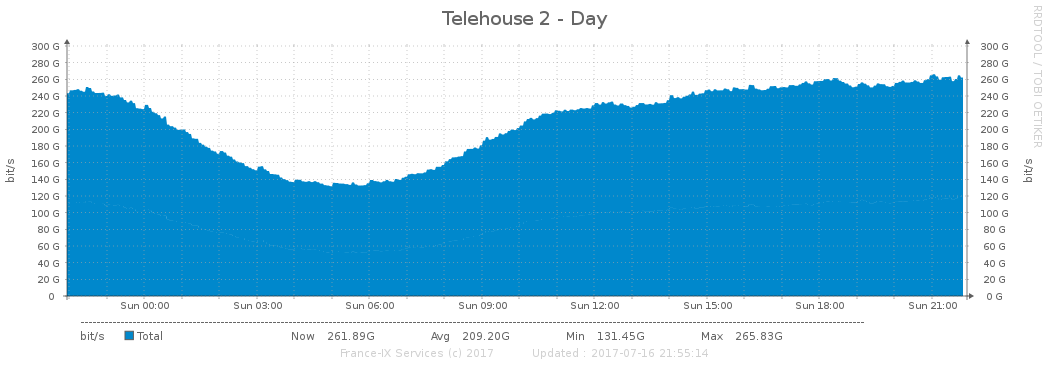 Telehouse 2 - Day
RRDTOOL / TOBI OETIKER
bit/s
bit/s
300 G 300 G
280 G 280 G
260 G 260 G
240 G 240 G
220 G 220 G
200 G 200 G
180 G 180 G
160 G 160 G
140 G 140 G
120 G 120 G
100 G 100 G
80 G 80 G
60 G 60 G
40 G 40 G
20 G 20 G
0 0 G
Sun 00:00 Sun 03:00 Sun 06:00 Sun 09:00 Sun 12:00 Sun 15:00 Sun 18:00 Sun 21:00
bit/s Total Now 261.89G Avg 209.20G Min 131.45G Max 265.83G
France-IX Services (c) 2017 Updated : 2017-07-16 21:55:14